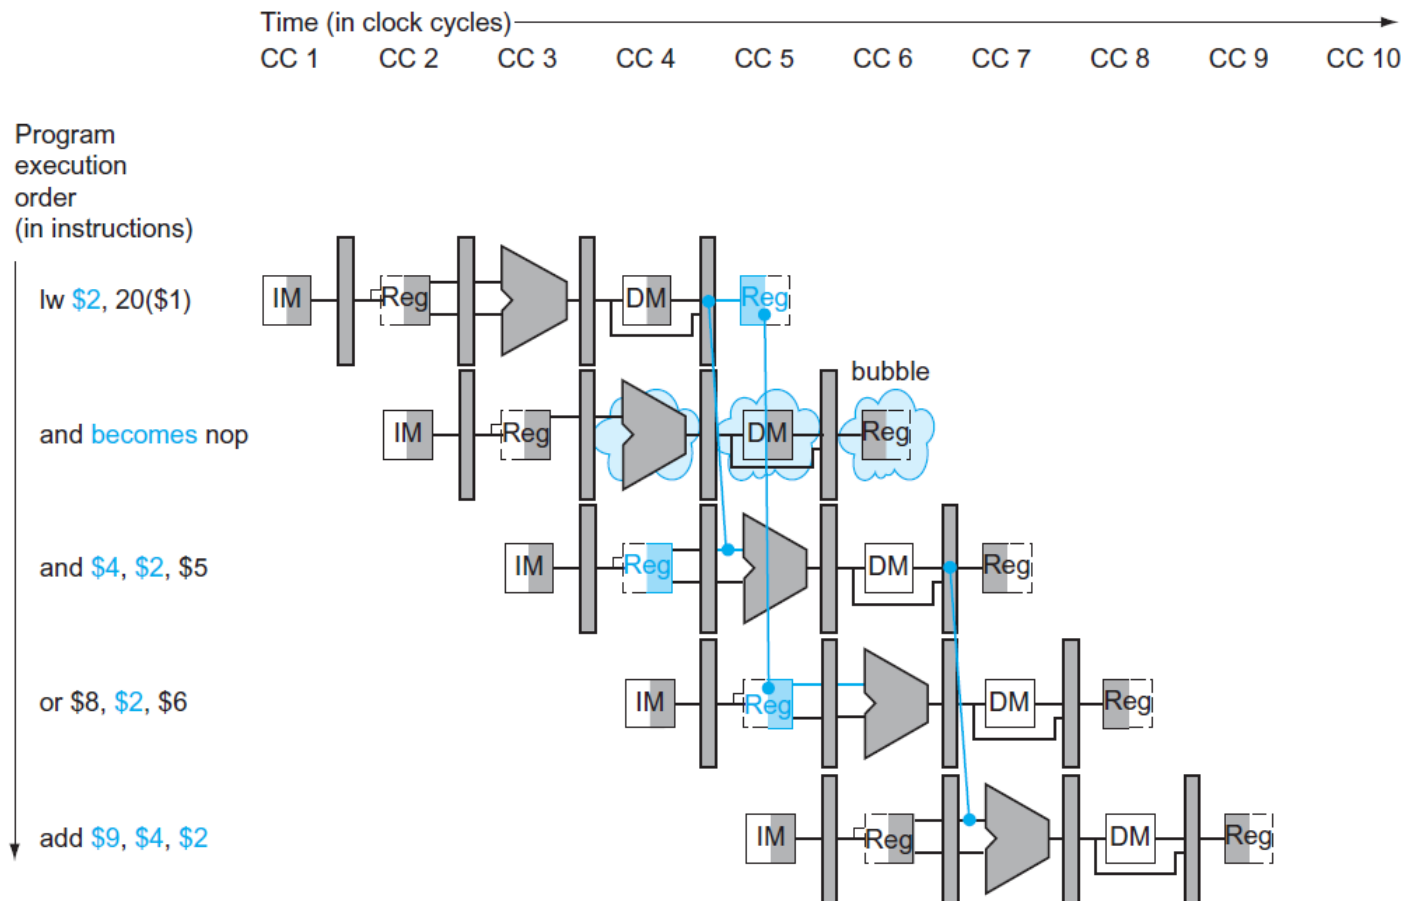 Time (in clock cycles)
CC 1 CC 2 CC 3 CC 4 CC 5 CC 6 CC 7 CC 8 CC 9 CC 10
Program
execution
order
(in instructions)
lw $2, 20($1) IM Reg DM Reg
bubble
and becomes nop IM Reg DM Reg
and $4, $2, $5 IM Reg DM Reg
or $8, $2, $6 IM Reg DM Reg
add $9, $4, $2 IM Reg DM Reg